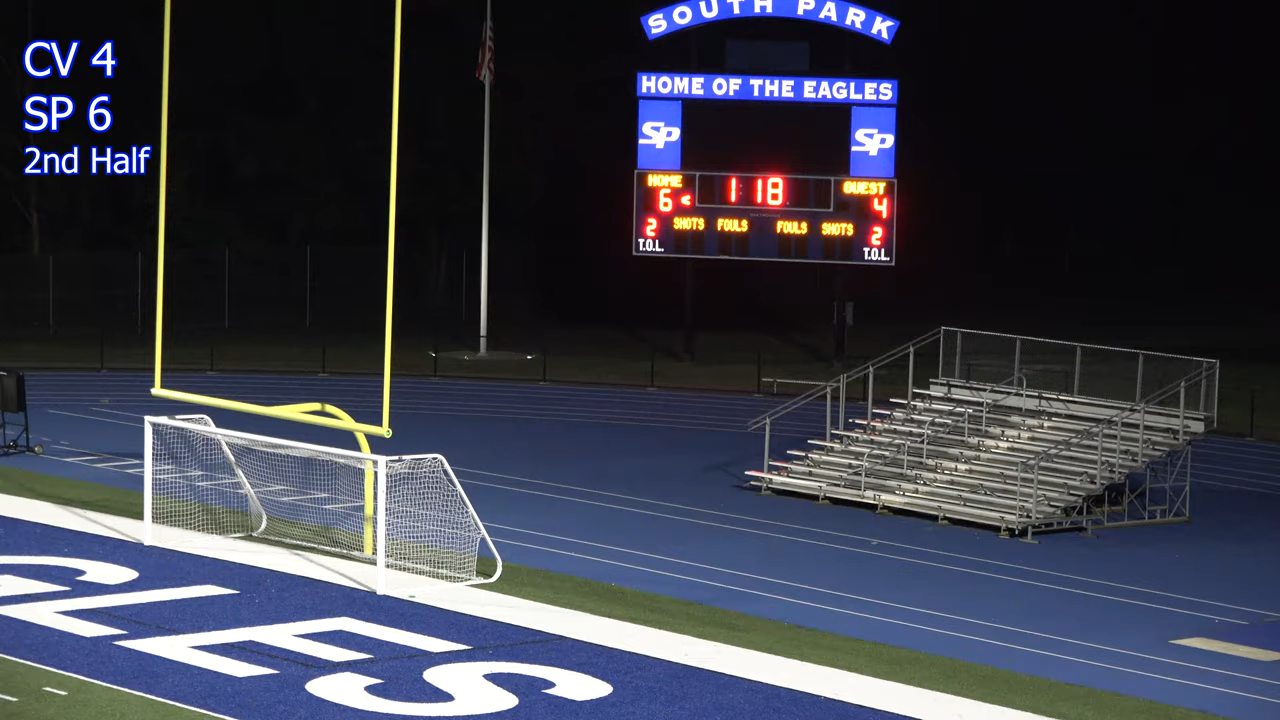 CV 4
SP 6
2nd Half
SOUTH PARK
HOME OF THE EAGLES
SP SP
HOME 1:18 GUEST
6 < 4
SHOTS FOULS FOULS SHOTS
2 2
T.O.L. T.O.L.
GLES